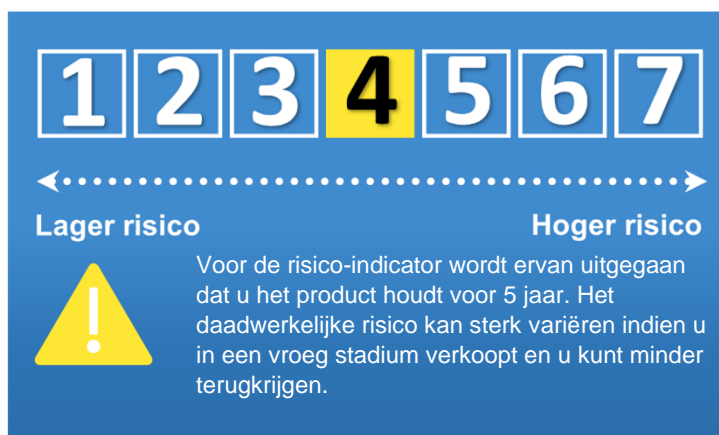 1 2 3 4 5 6 7
Lager risico Hoger risico
Voor de risico-indicator wordt ervan uitgegaan
dat u het product houdt voor 5 jaar. Het
daadwerkelijke risico kan sterk variëren indien u
in een vroeg stadium verkoopt en u kunt minder
terugkrijgen.